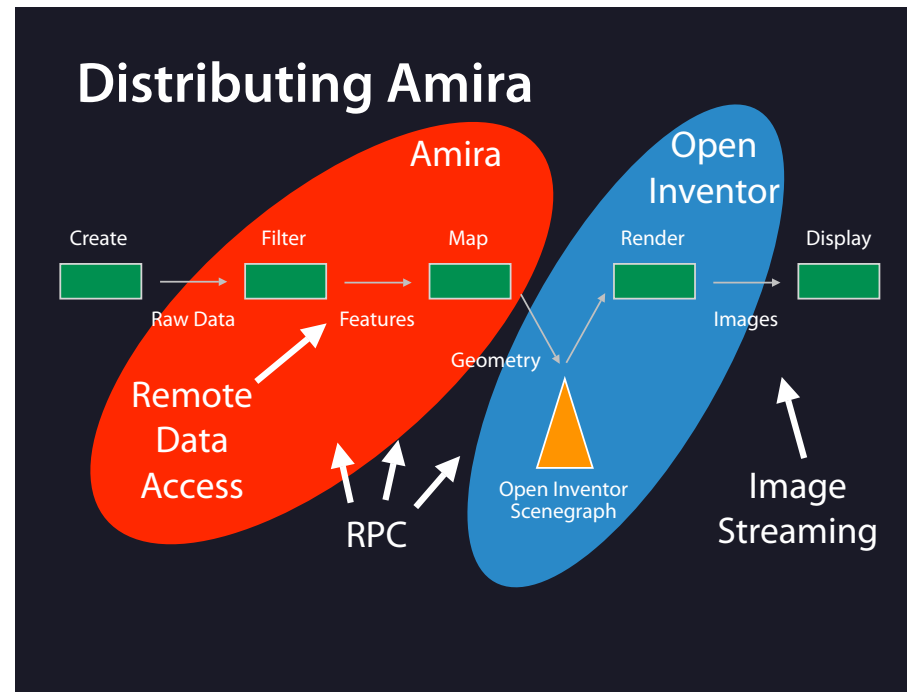 Distributing Amira
Amira
Open
Inventor
Create
Filter
Map
Render
Display
Raw Data
Features
Images
Geometry
Remote
Data
Access
Open Inventor
Scenegraph
RPC
Image
Streaming